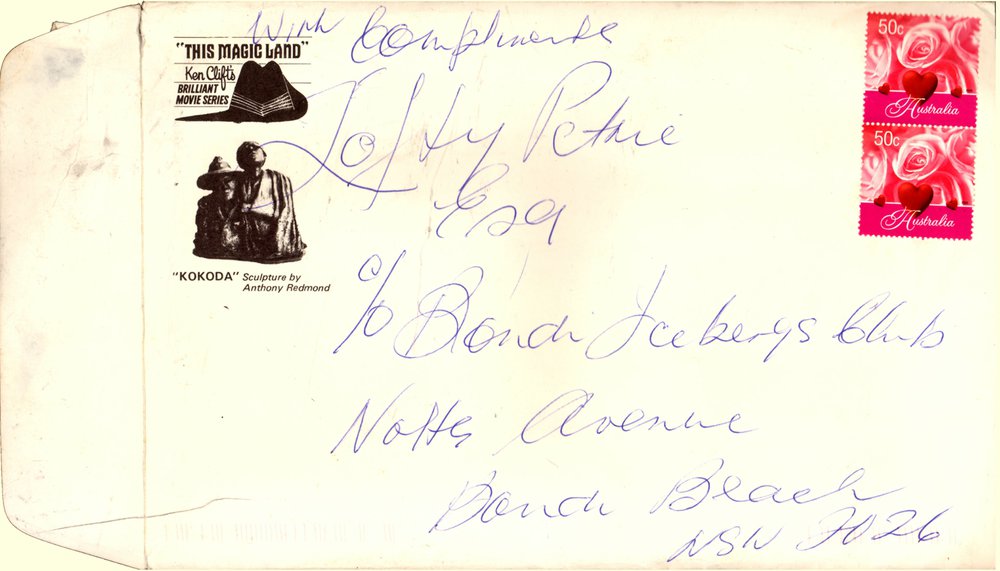 With Compliments
"THIS MAGIC LAND"
Ken Clift's
BRILLIANT
MOVIE SERIES
Lofty Petrie
Esq
"KOKODA" Sculpture by
Anthony Redmond
c/o Bondi Icebergs Club
Notts Avenue
Bondi Beach
NSW 2026
50c
Australia
50c
Australia